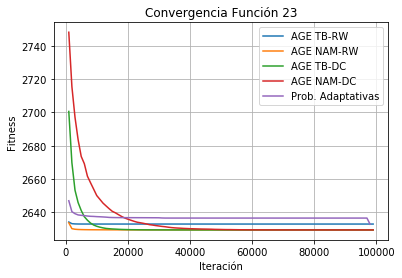 Convergencia Función 23
Fitness
2740
2720
2700
2680
2660
2640
AGE TB-RW
AGE NAM-RW
AGE TB-DC
AGE NAM-DC
Prob. Adaptativas
0 20000 40000 60000 80000 100000
Iteración